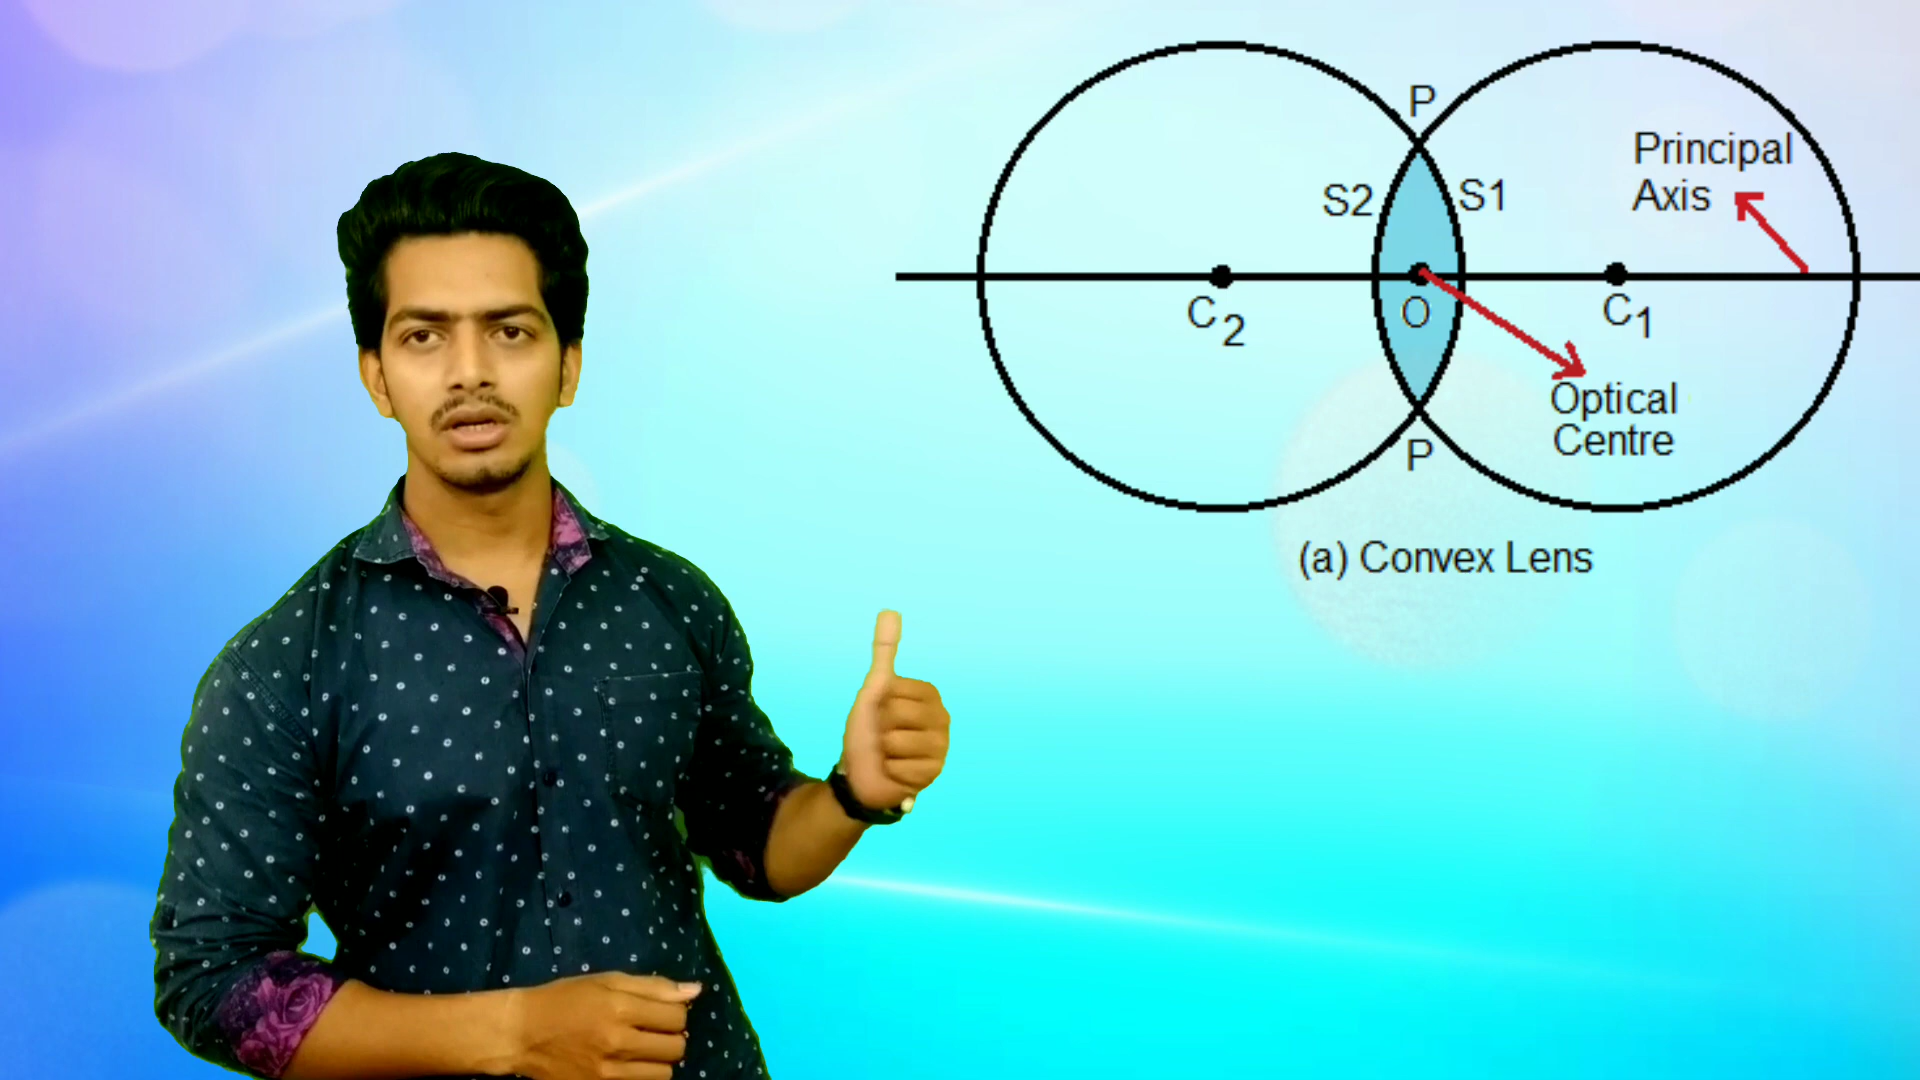 P
Principal
Axis
S2
S1
C2
O
C1
Optical
Centre
P
(a) Convex Lens